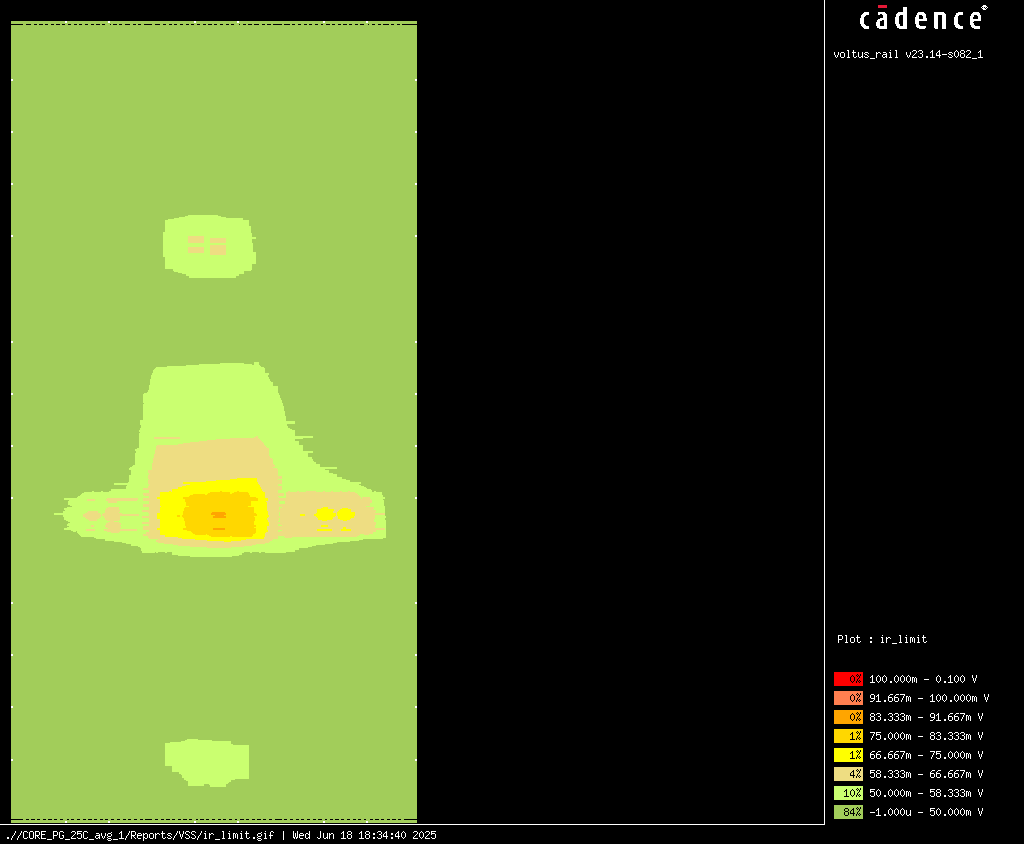 cādence®
voltus_rail v23.14-s082_1
Plot : ir_limit
0% 100.000m - 0.100 V
0% 91.667m - 100.000m V
0% 83.333m - 91.667m V
1% 75.000m - 83.333m V
1% 66.667m - 75.000m V
4% 58.333m - 66.667m V
10% 50.000m - 58.333m V
84% -1.000u - 50.000m V
.//CORE_PG_25C_avg_1/Reports/VSS/ir_limit.gif | Wed Jun 18 18:34:40 2025